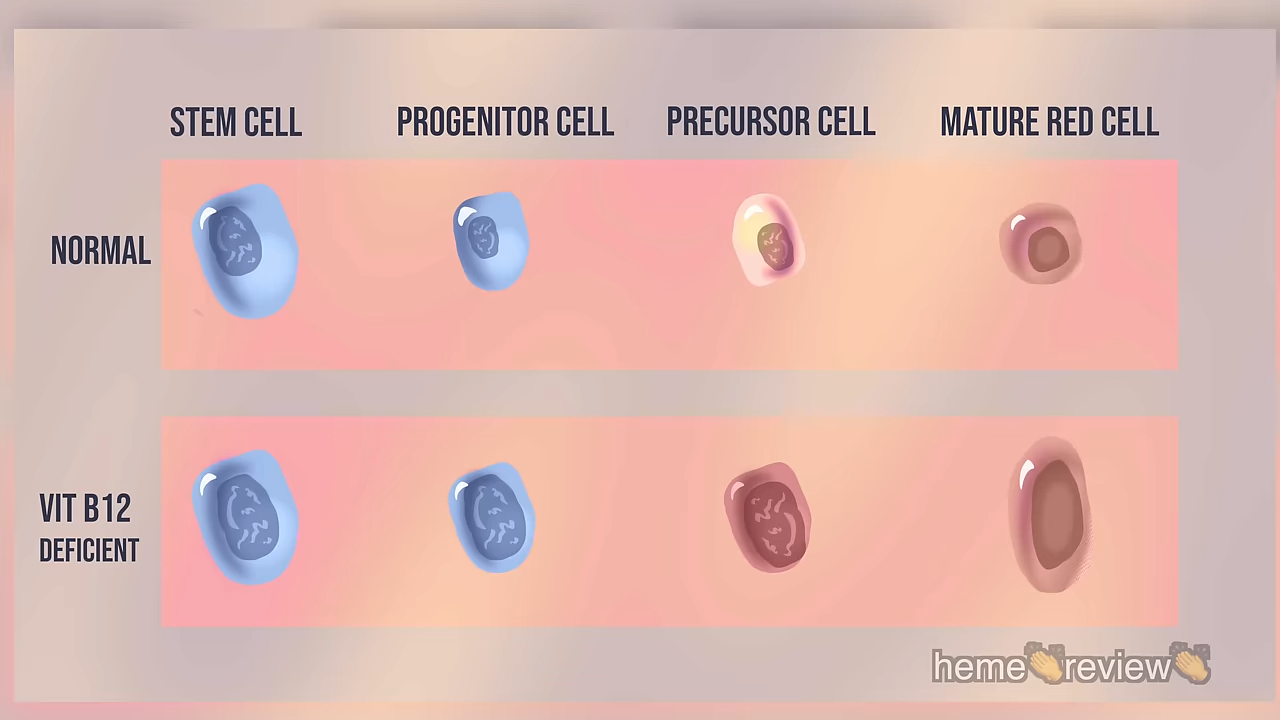 STEM CELL PROGENITOR CELL PRECURSOR CELL MATURE RED CELL
NORMAL
VIT B12
DEFICIENT
heme👏review👏